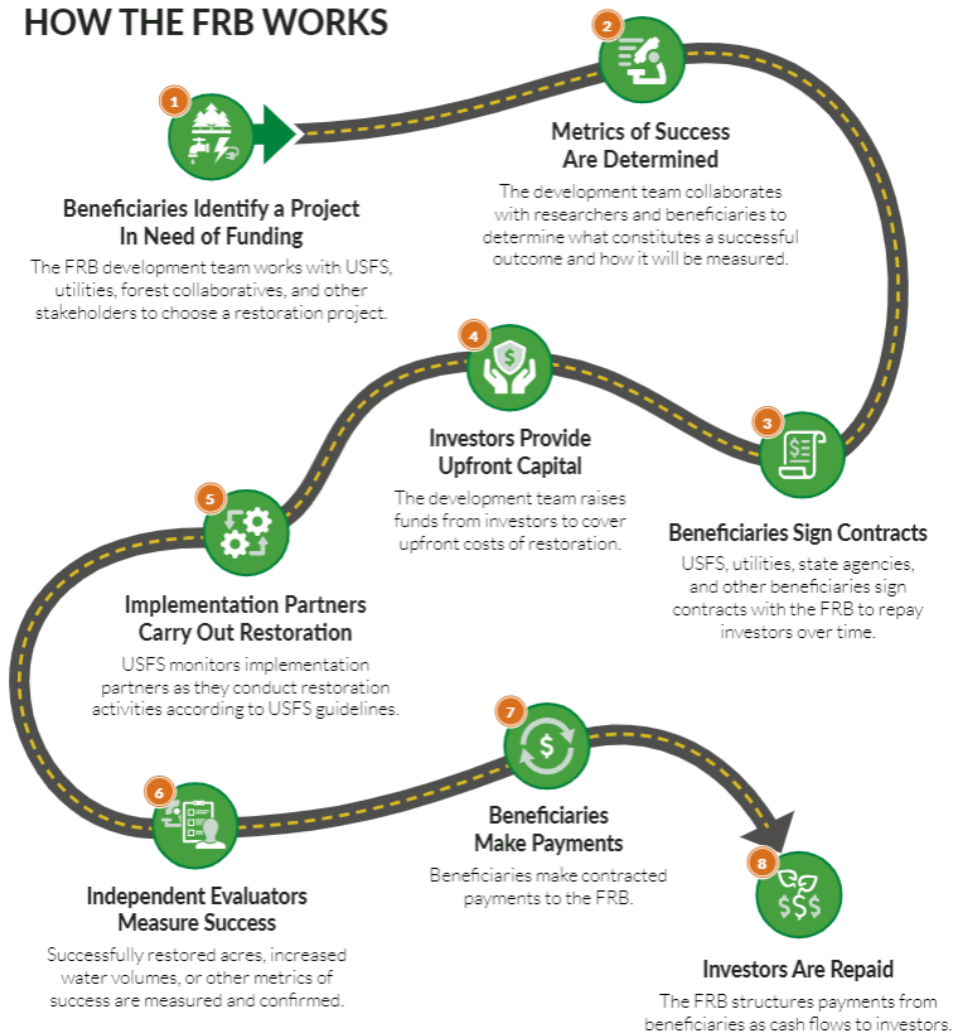 HOW THE FRB WORKS
1
Beneficiaries Identify a Project
In Need of Funding
The FRB development team works with USFS,
utilities, forest collaboratives, and other
stakeholders to choose a restoration project.
2
Metrics of Success
Are Determined
The development team collaborates
with researchers and beneficiaries to
determine what constitutes a successful
outcome and how it will be measured.
3
Beneficiaries Sign Contracts
USFS, utilities, state agencies,
and other beneficiaries sign
contracts with the FRB to repay
investors over time.
4
$
Investors Provide
Upfront Capital
The development team raises
funds from investors to cover
upfront costs of restoration.
5
Implementation Partners
Carry Out Restoration
USFS monitors implementation
partners as they conduct restoration
activities according to USFS guidelines.
6
Independent Evaluators
Measure Success
Successfully restored acres, increased
water volumes, or other metrics of
success are measured and confirmed.
7
$
Beneficiaries
Make Payments
Beneficiaries make contracted
payments to the FRB.
8
$$$
Investors Are Repaid
The FRB structures payments from
beneficiaries as cash flows to investors.